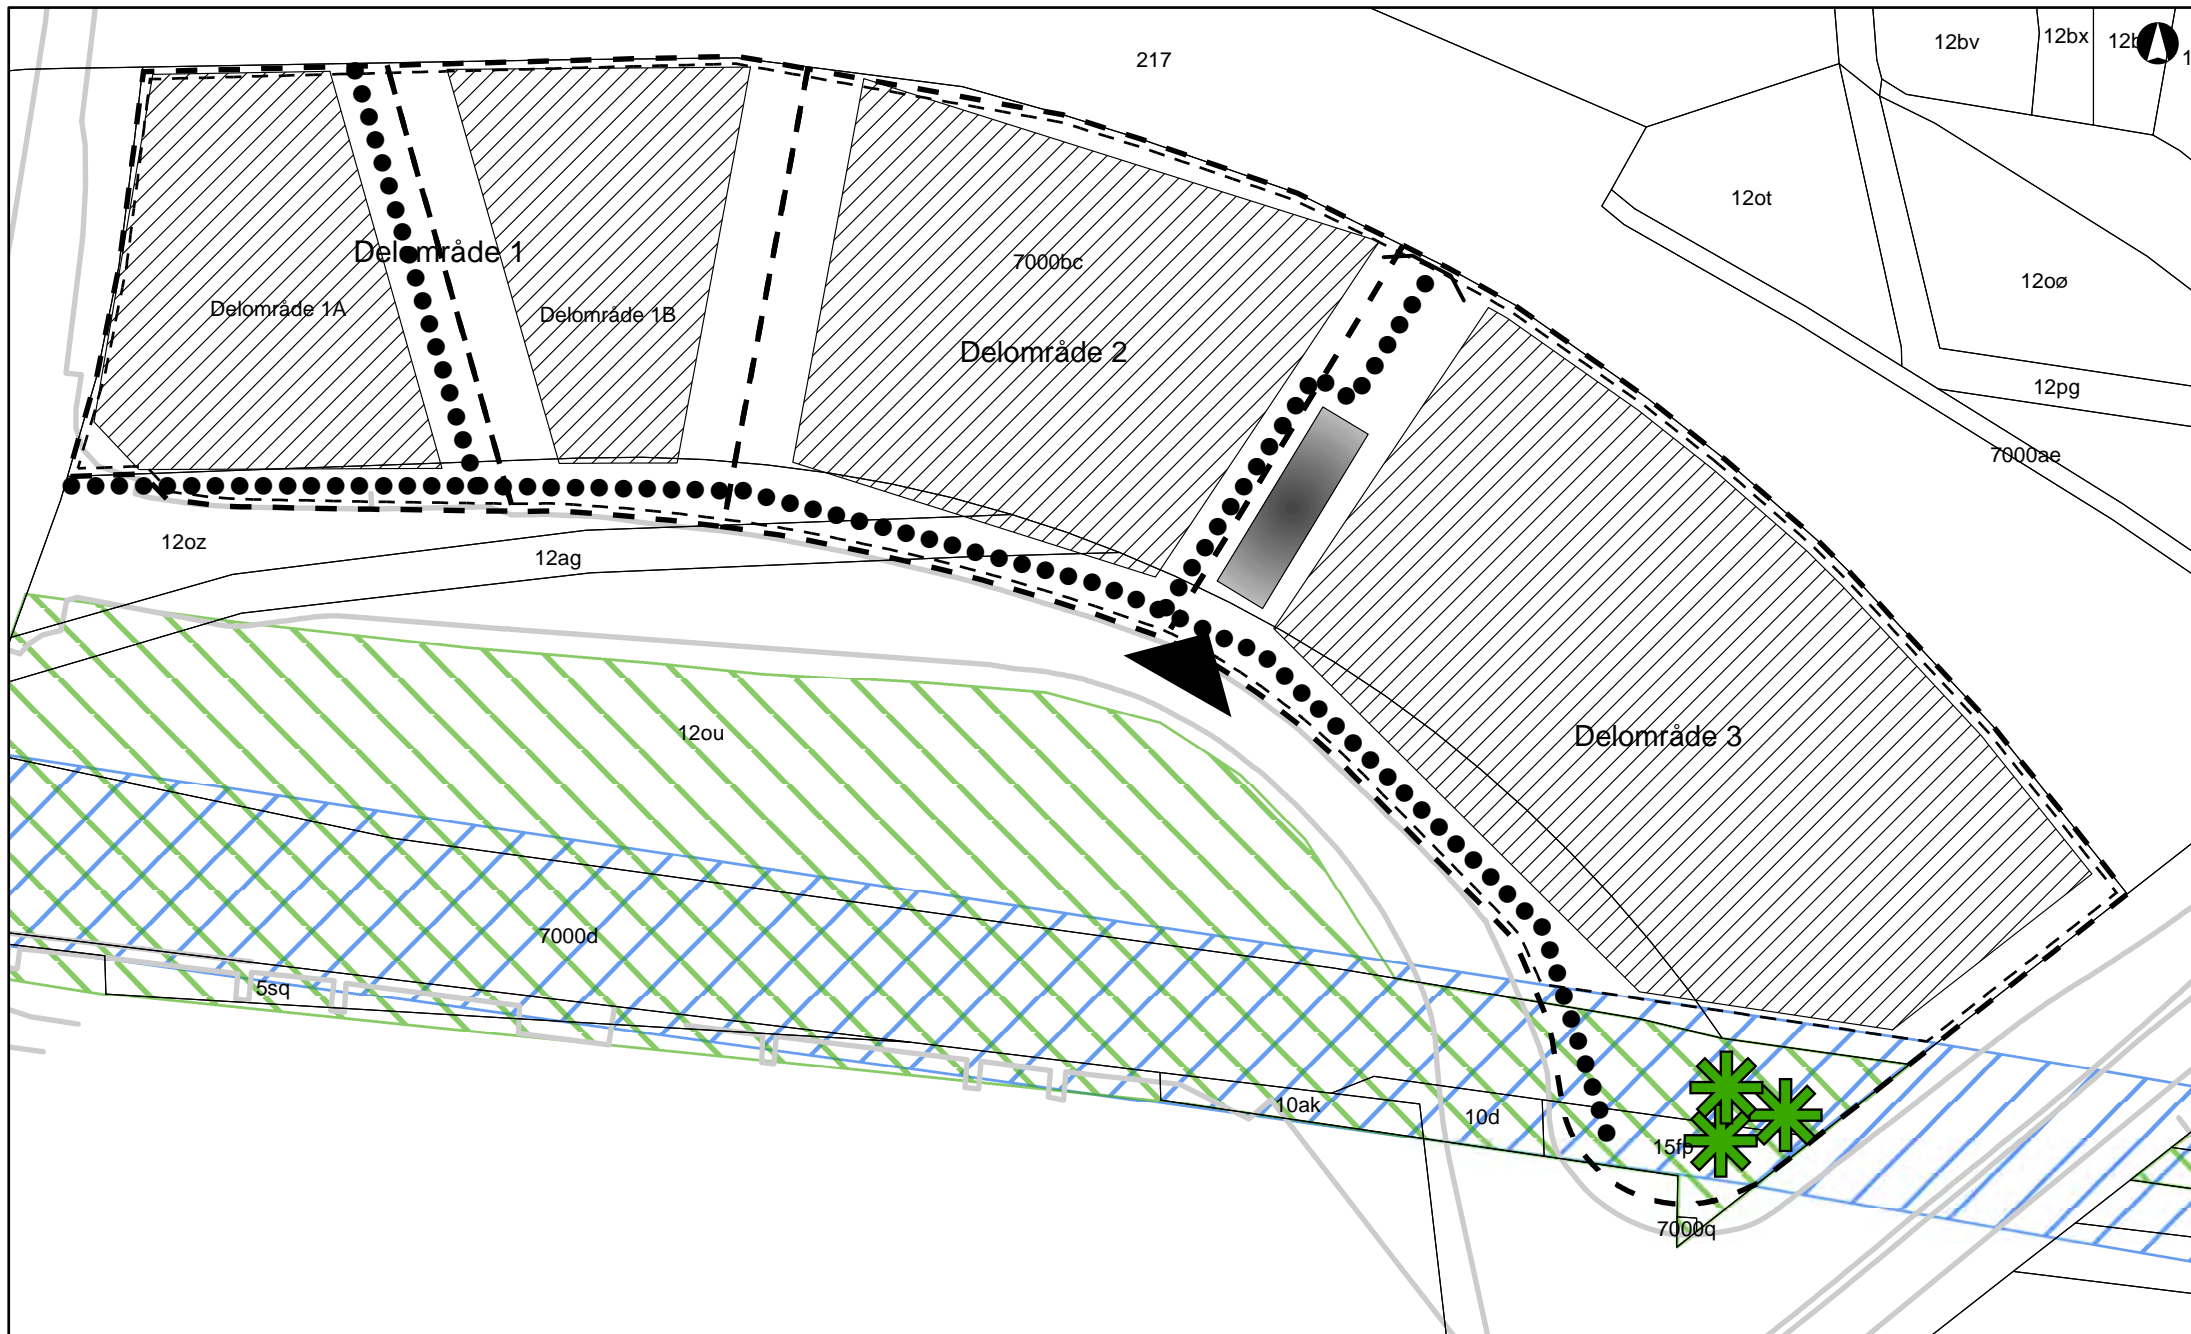 217
12bv
12bx
12ot
12oø
12pg
7000ae
Delområde 1
7000bc
Delområde 1A
Delområde 1B
Delområde 2
12oz
12ag
12ou
Delområde 3
7000d
5sq
10ak
10d
15fp
7000q